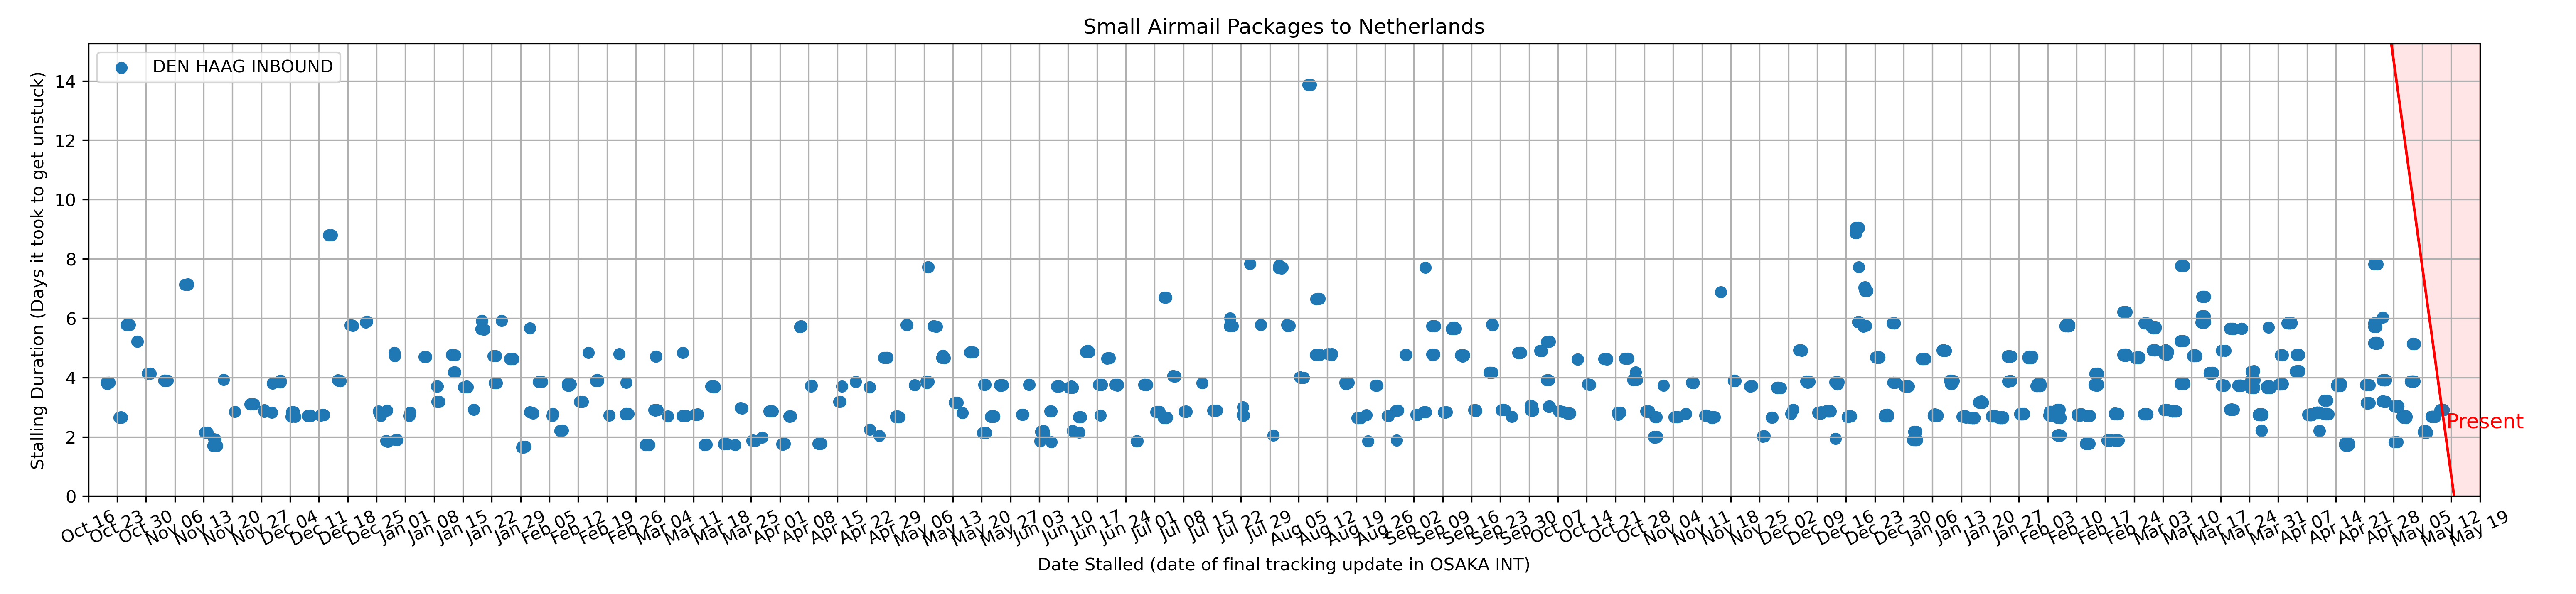 Small Airmail Packages to Netherlands
DEN HAAG INBOUND
Stalling Duration (Days it took to get unstuck)
14
12
10
8
6
4
2
0
Present
Oct 16
Oct 23
Oct 30
Nov 06
Nov 13
Nov 20
Nov 27
Dec 04
Dec 11
Dec 18
Dec 25
Jan 01
Jan 08
Jan 15
Jan 22
Jan 29
Feb 05
Feb 12
Feb 19
Feb 26
Mar 04
Mar 11
Mar 18
Mar 25
Apr 01
Apr 08
Apr 15
Apr 22
Apr 29
May 06
May 13
May 20
May 27
Jun 03
Jun 10
Jun 17
Jun 24
Jul 01
Jul 08
Jul 15
Jul 22
Jul 29
Aug 05
Aug 12
Aug 19
Aug 26
Sep 02
Sep 09
Sep 16
Sep 23
Sep 30
Oct 07
Oct 14
Oct 21
Oct 28
Nov 04
Nov 11
Nov 18
Nov 25
Dec 02
Dec 09
Dec 16
Dec 23
Dec 30
Jan 06
Jan 13
Jan 20
Jan 27
Feb 03
Feb 10
Feb 17
Feb 24
Mar 03
Mar 10
Mar 17
Mar 24
Mar 31
Apr 07
Apr 14
Apr 21
Apr 28
May 05
May 12
May 19
Date Stalled (date of final tracking update in OSAKA INT)